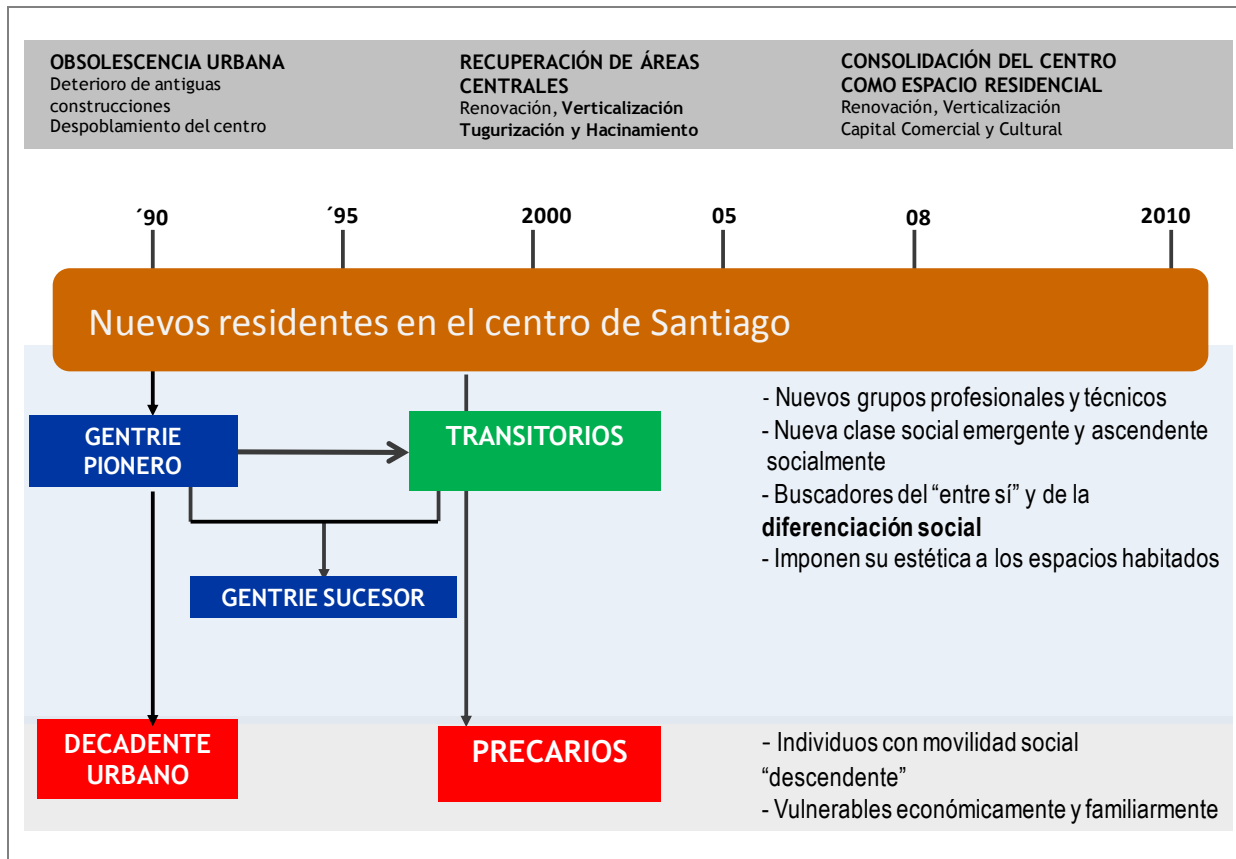 OBSOLESCENCIA URBANA
Deterioro de antiguas
construcciones
Despoblamiento del centro
RECUPERACIÓN DE ÁREAS
CENTRALES
Renovación, Verticalización
Tugurización y Hacinamiento
CONSOLIDACIÓN DEL CENTRO
COMO ESPACIO RESIDENCIAL
Renovación, Verticalización
Capital Comercial y Cultural
´90 ´95 2000 05 08 2010
Nuevos residentes en el centro de Santiago
GENTRIE
PIONERO
TRANSITORIOS
GENTRIE SUCESOR
- Nuevos grupos profesionales y técnicos
- Nueva clase social emergente y ascendente
socialmente
- Buscadores del “entre sí” y de la
diferenciación social
- Imponen su estética a los espacios habitados
DECADENTE
URBANO
PRECARIOS
- Individuos con movilidad social
“descendente”
- Vulnerables económicamente y familiarmente